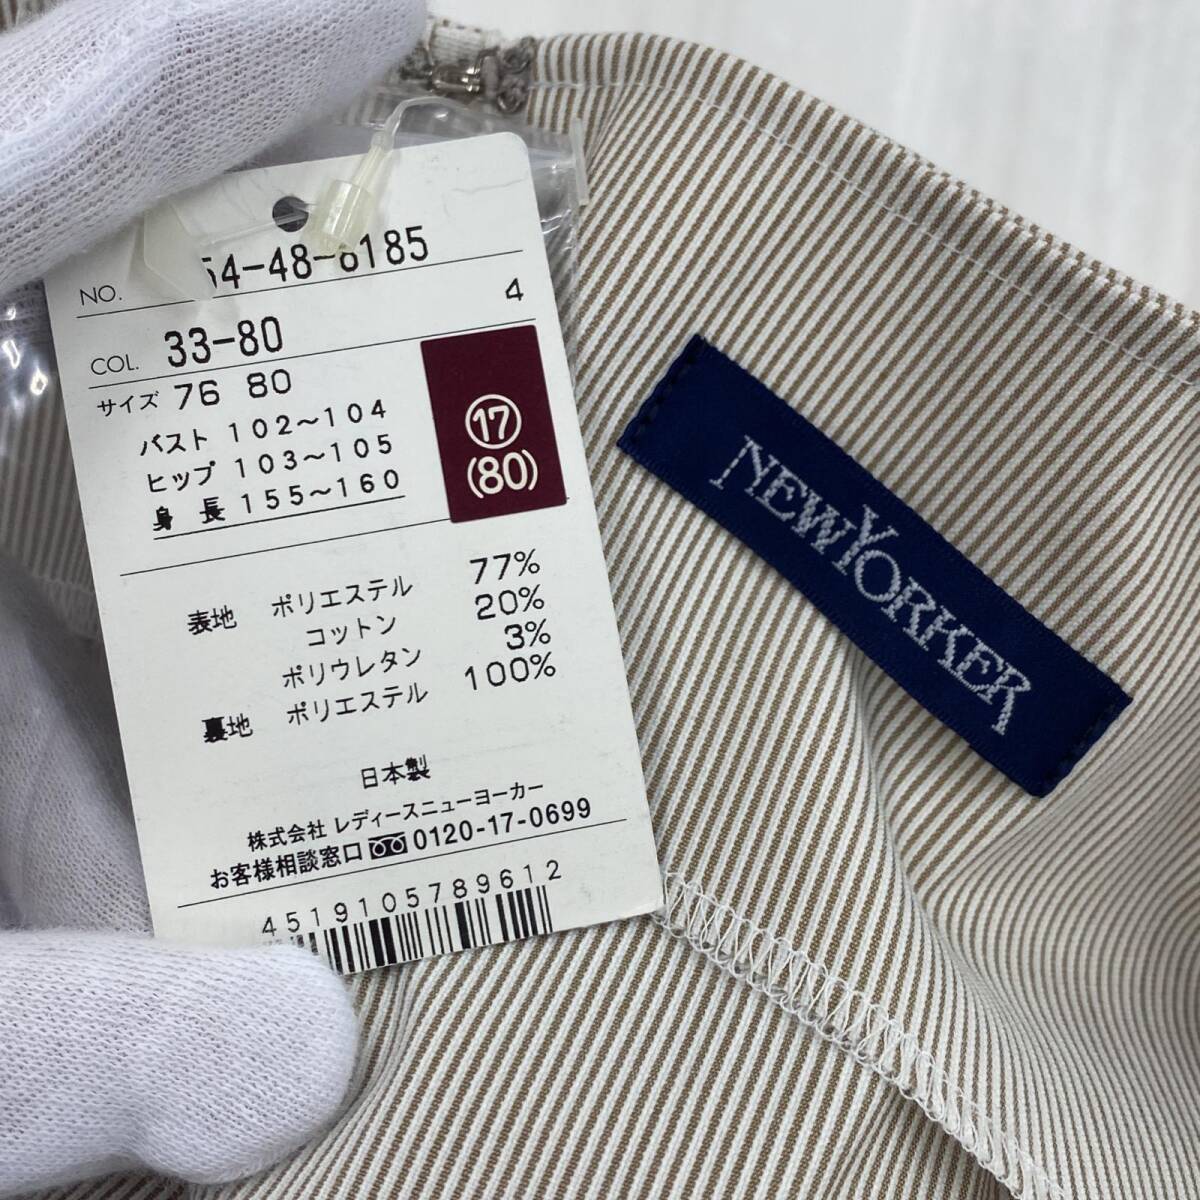 NO. 54-48-8185
4
COL. 33-80
サイズ 76 80
バスト 102～104
ヒップ 103～105
身長 155～160
17
(80)
表地 ポリエステル 77%
コットン 20%
ポリウレタン 3%
裏地 ポリエステル 100%
日本製
株式会社 レディースニューヨーカー
お客様相談窓口 0120-17-0699
4519105789612
NEWYORKER